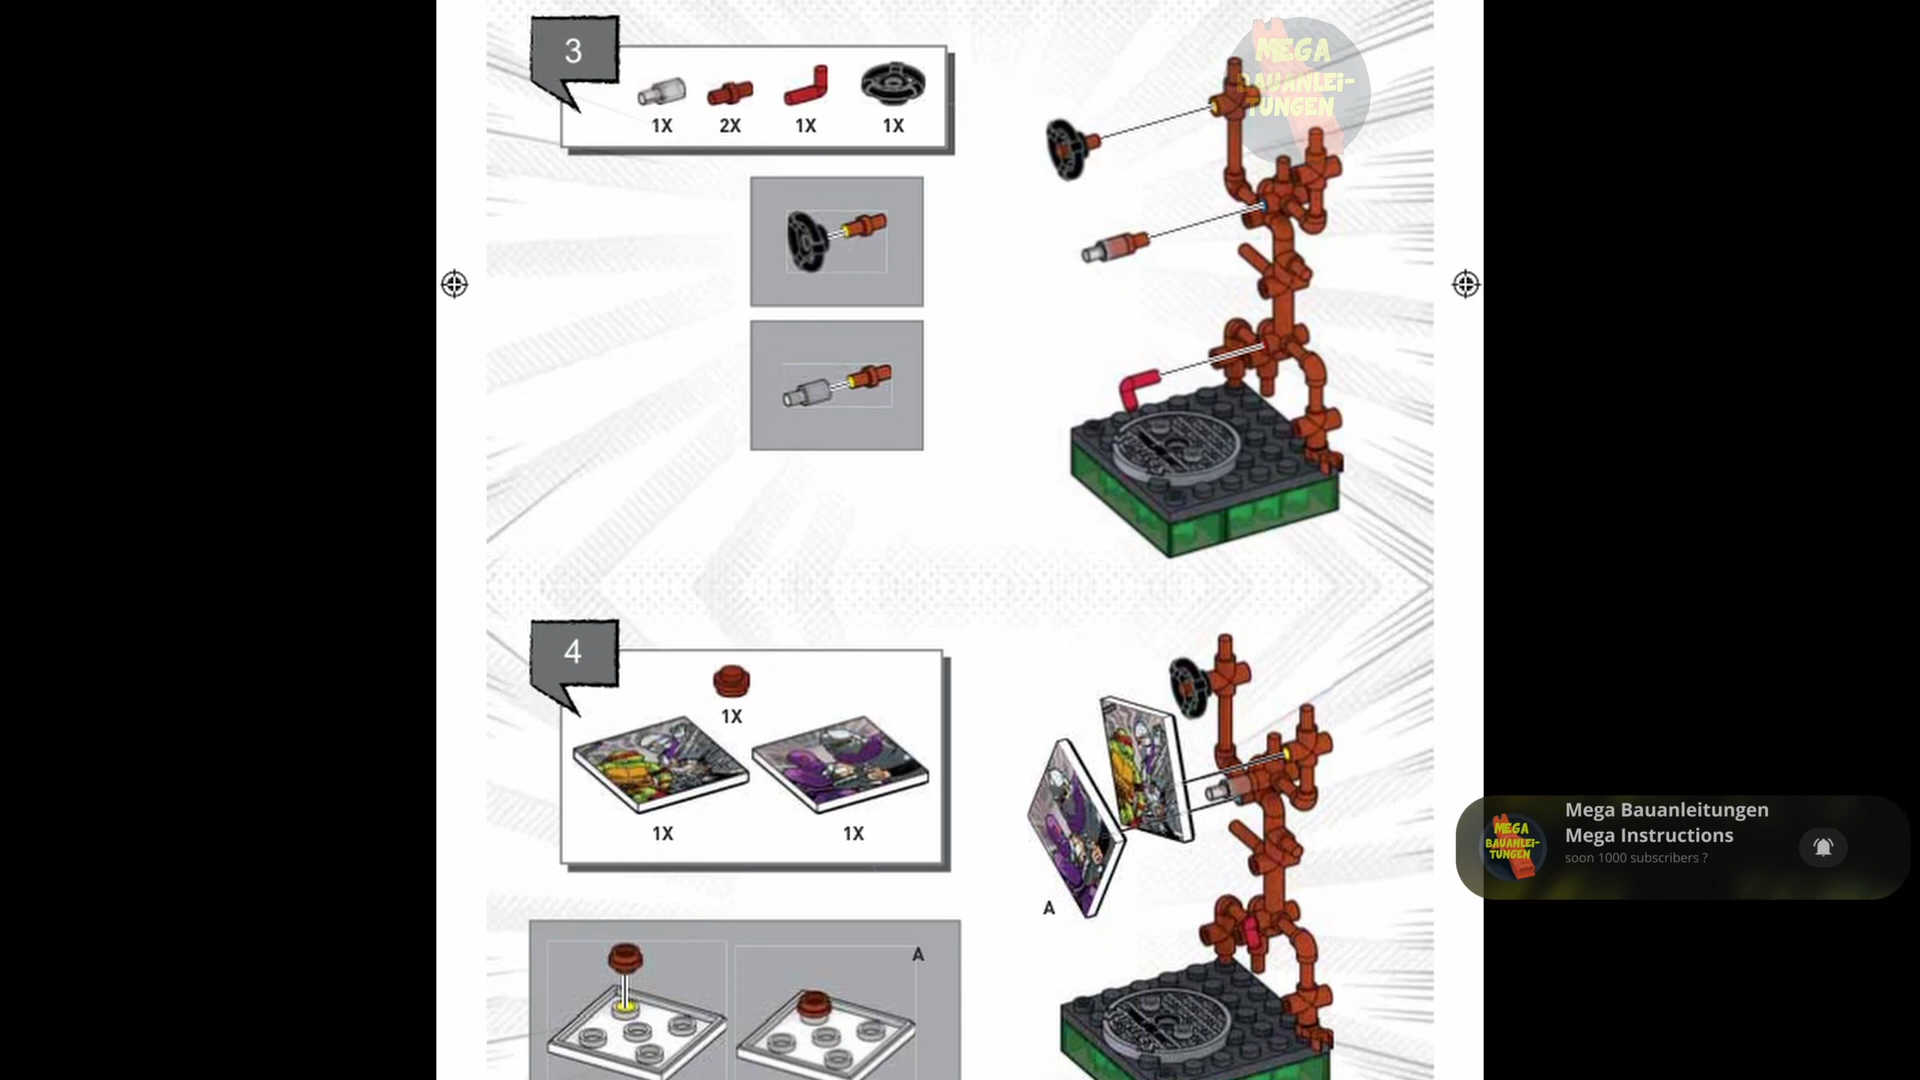 3
1X
2X
1X
1X
MEGA
BAUANLEi-
TUNGEN
4
1X
1X
1X
A
A
Mega Bauanleitungen
Mega Instructions
soon 1000 subscribers ?
MEGA
BAUANLEI-
TUNGEN